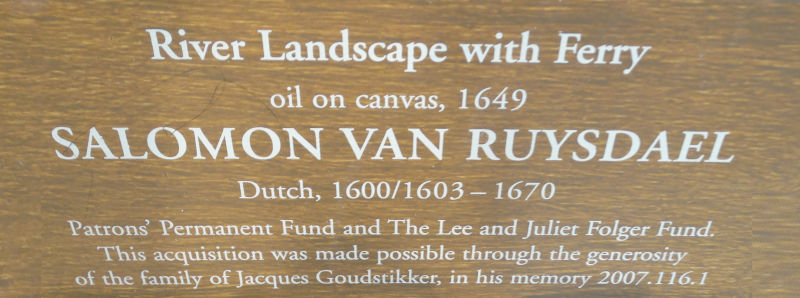 River Landscape with Ferry
oil on canvas, 1649
SALOMON VAN RUYSDAEL
Dutch, 1600/1603 – 1670
Patrons' Permanent Fund and The Lee and Juliet Folger Fund.
This acquisition was made possible through the generosity
of the family of Jacques Goudstikker, in his memory 2007.116.1